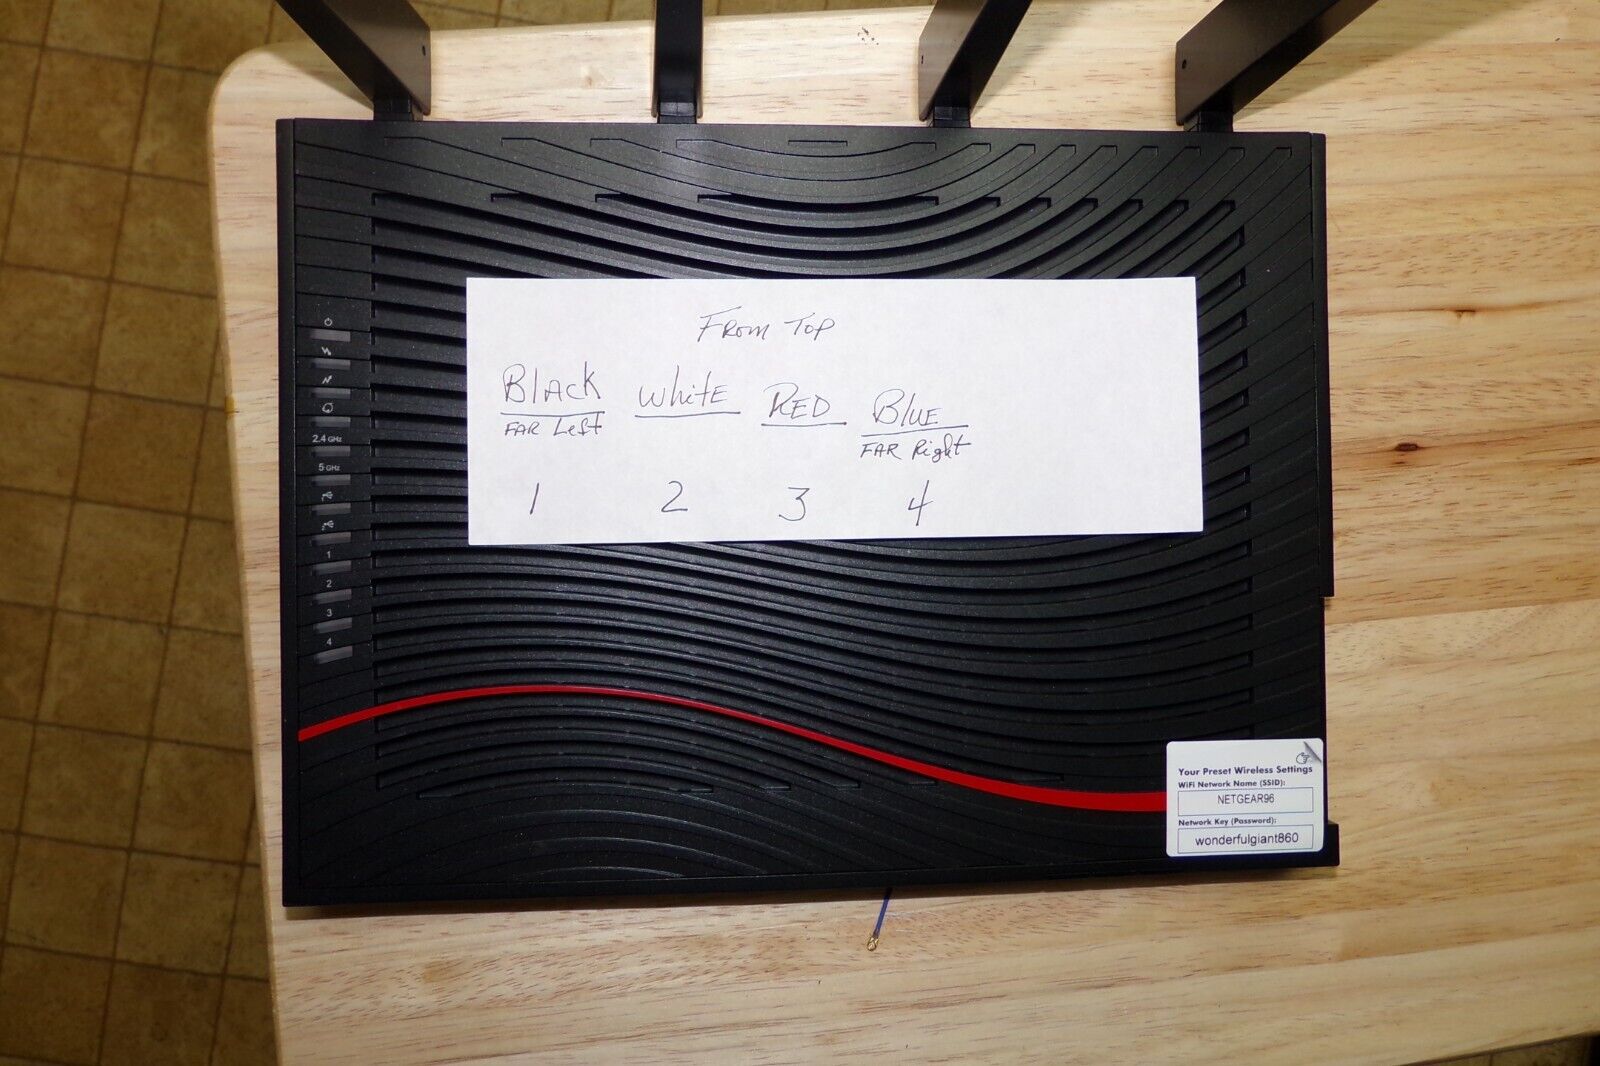 From Top
Black White RED Blue
FAR Left FAR Right
1 2 3 4
2.4 GHz
5 GHz
1
2
3
4
Your Preset Wireless Settings
WiFi Network Name (SSID):
NETGEAR96
Network Key (Password):
wonderfulgiant860